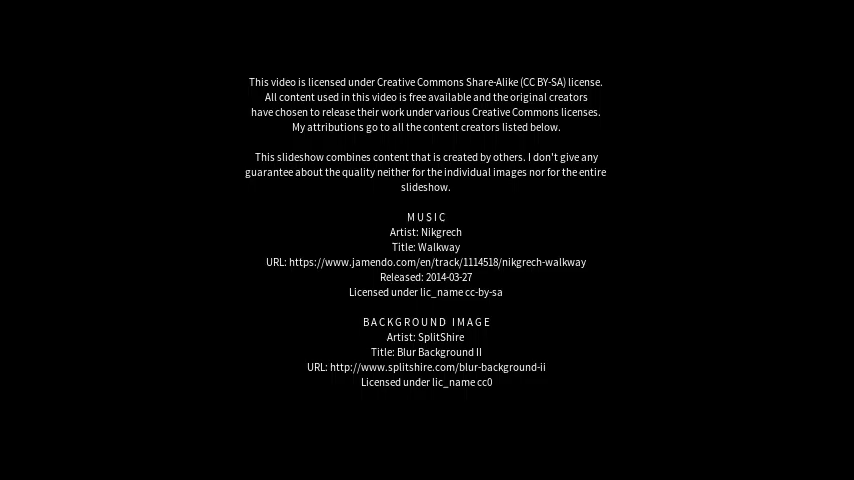 This video is licensed under Creative Commons Share-Alike (CC BY-SA) license.
All content used in this video is free available and the original creators
have chosen to release their work under various Creative Commons licenses.
My attributions go to all the content creators listed below.
This slideshow combines content that is created by others. I don't give any
guarantee about the quality neither for the individual images nor for the entire
slideshow.
MUSIC
Artist: Nikgrech
Title: Walkway
URL: https://www.jamendo.com/en/track/1114518/nikgrech-walkway
Released: 2014-03-27
Licensed under lic_name cc-by-sa
BACKGROUND IMAGE
Artist: SplitShire
Title: Blur Background II
URL: http://www.splitshire.com/blur-background-ii
Licensed under lic_name cc0